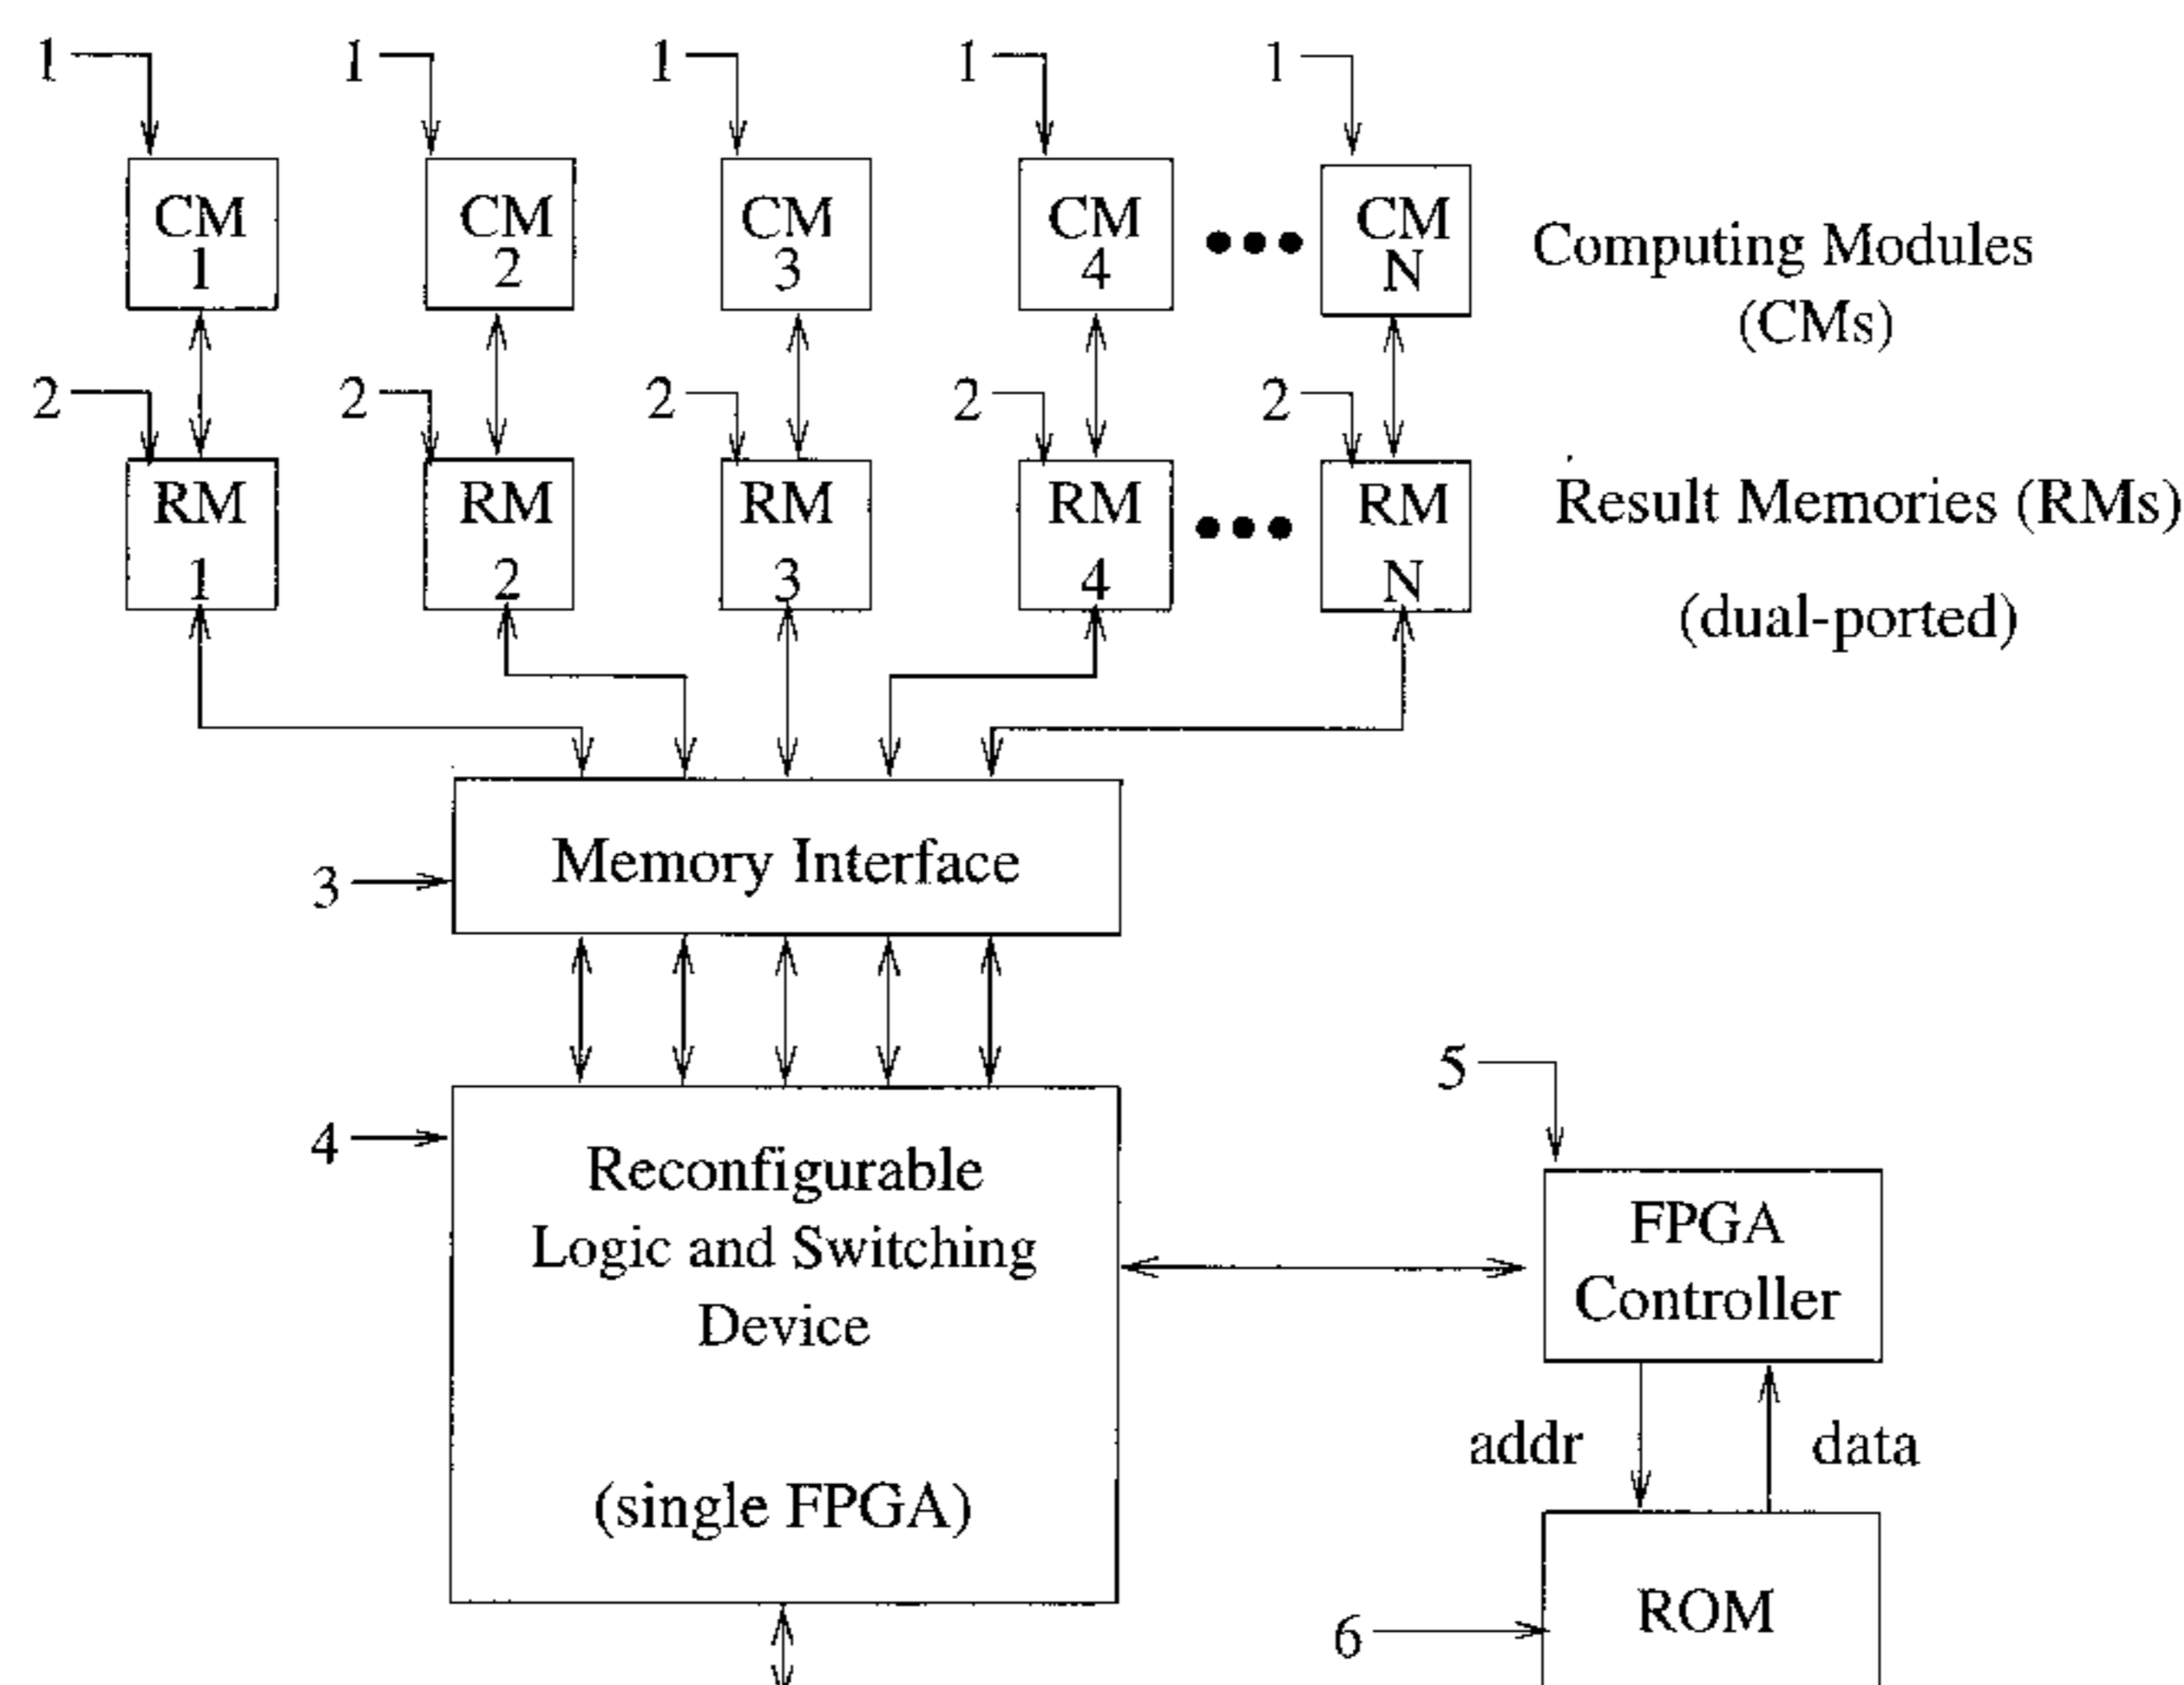 1 1 1 1 1
CM CM CM CM CM
1 2 3 4 N
Computing Modules
(CMs)
2 2 2 2 2
RM RM RM RM RM
1 2 3 4 N
Result Memories (RMs)
(dual-ported)
3
Memory Interface
4
Reconfigurable
Logic and Switching
Device
(single FPGA)
5
FPGA
Controller
addr
data
6
ROM